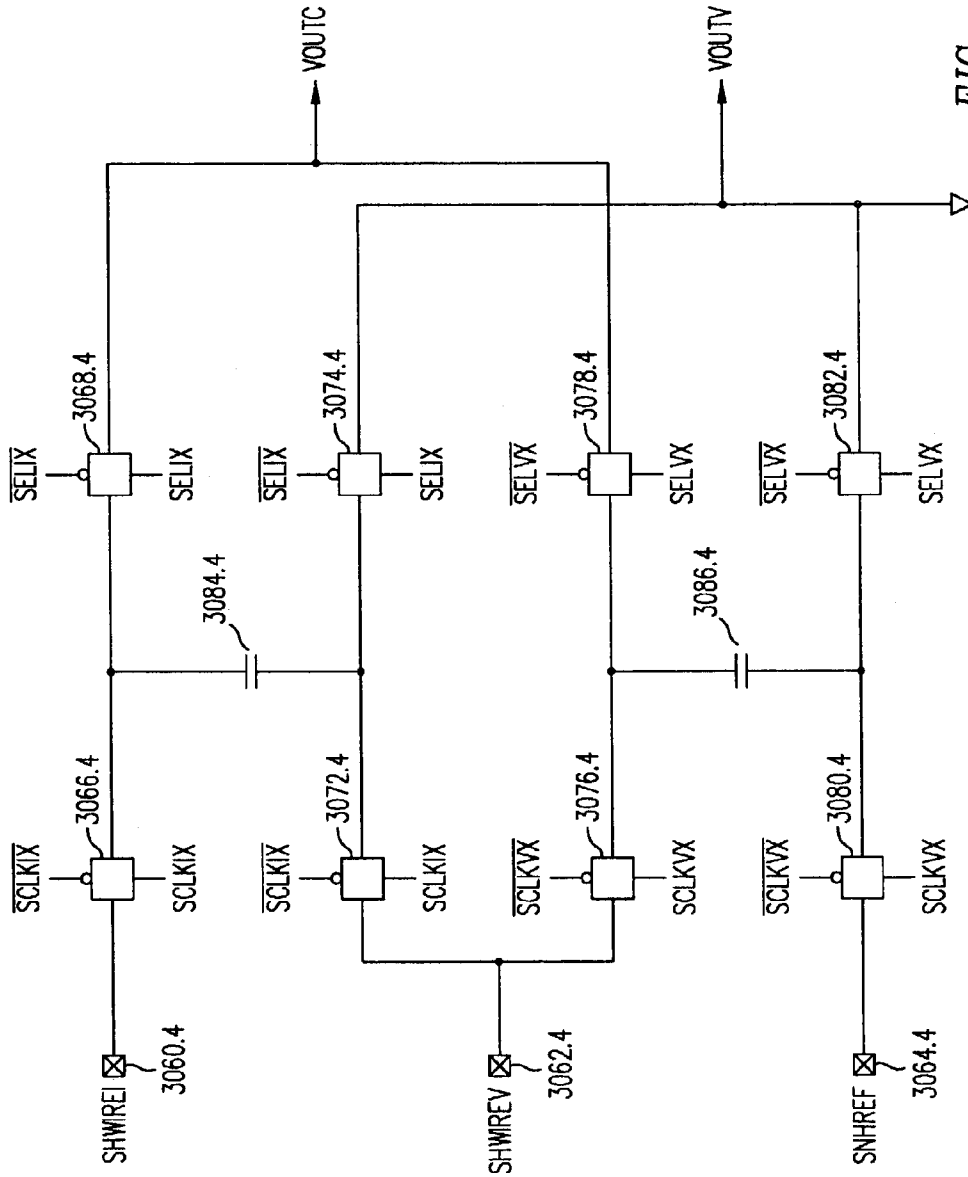 SCLKIX
3066.4
SCLKIX
SELIX
3068.4
SELIX
VOUTC
SHWIREI
3060.4
3084.4
SCLKIX
3072.4
SCLKIX
SELIX
3074.4
SELIX
SHWIREV
3062.4
SCLKVX
3076.4
SCLKVX
SELVX
3078.4
SELVX
VOUTV
3086.4
SCLKVX
3080.4
SCLKVX
SELVX
3082.4
SELVX
SNHREF
3064.4
FIG